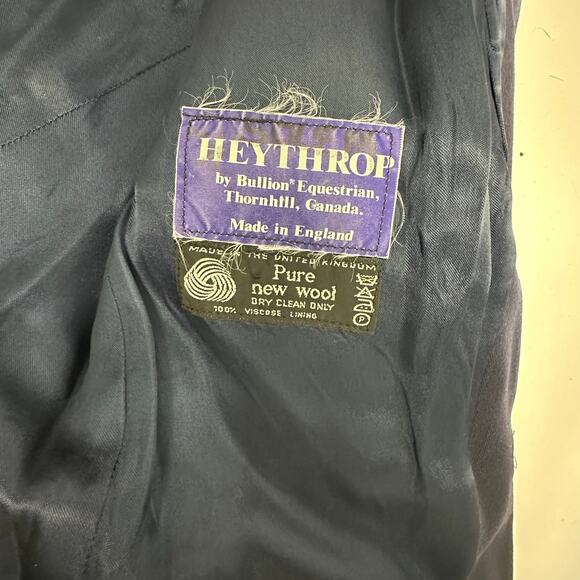 HEYTHROP
by Bullion® Equestrian,
Thornhill, Canada.
Made in England
MADE IN THE UNITED KINGDOM
Pure
new wool
DRY CLEAN ONLY
100% VISCOSE LINING
P